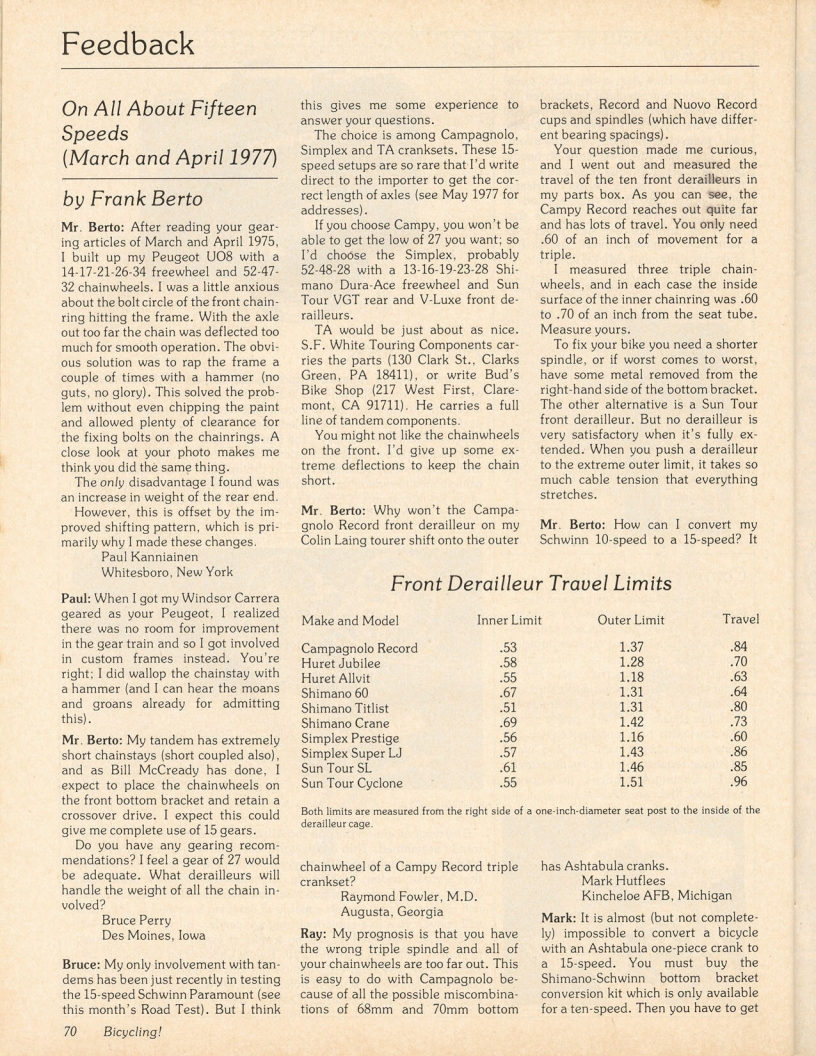 Feedback
On All About Fifteen
Speeds
(March and April 1977)
by Frank Berto
Mr. Berto: After reading your gear-
ing articles of March and April 1975,
I built up my Peugeot UO8 with a
14-17-21-26-34 freewheel and 52-47-
32 chainwheels. I was a little anxious
about the bolt circle of the front chain-
ring hitting the frame. With the axle
out too far the chain was deflected too
much for smooth operation. The obvi-
ous solution was to rap the frame a
couple of times with a hammer (no
guts, no glory). This solved the prob-
lem without even chipping the paint
and allowed plenty of clearance for
the fixing bolts on the chainrings. A
close look at your photo makes me
think you did the same thing.
The only disadvantage I found was
an increase in weight of the rear end.
However, this is offset by the im-
proved shifting pattern, which is pri-
marily why I made these changes.
Paul Kanniainen
Whitesboro, New York
Paul: When I got my Windsor Carrera
geared as your Peugeot, I realized
there was no room for improvement
in the gear train and so I got involved
in custom frames instead. You're
right; I did wallop the chainstay with
a hammer (and I can hear the moans
and groans already for admitting
this).
Mr. Berto: My tandem has extremely
short chainstays (short coupled also),
and as Bill McCready has done, I
expect to place the chainwheels on
the front bottom bracket and retain a
crossover drive. I expect this could
give me complete use of 15 gears.
Do you have any gearing recom-
mendations? I feel a gear of 27 would
be adequate. What derailleurs will
handle the weight of all the chain in-
volved?
Bruce Perry
Des Moines, Iowa
Bruce: My only involvement with tan-
dems has been just recently in testing
the 15-speed Schwinn Paramount (see
this month's Road Test). But I think
this gives me some experience to
answer your questions.
The choice is among Campagnolo,
Simplex and TA cranksets. These 15-
speed setups are so rare that I'd write
direct to the importer to get the cor-
rect length of axles (see May 1977 for
addresses).
If you choose Campy, you won't be
able to get the low of 27 you want; so
I'd choose the Simplex, probably
52-48-28 with a 13-16-19-23-28 Shi-
mano Dura-Ace freewheel and Sun
Tour VGT rear and V-Luxe front de-
railleurs.
TA would be just about as nice.
S.F. White Touring Components car-
ries the parts (130 Clark St., Clarks
Green, PA 18411), or write Bud's
Bike Shop (217 West First, Clare-
mont, CA 91711). He carries a full
line of tandem components.
You might not like the chainwheels
on the front. I'd give up some ex-
treme deflections to keep the chain
short.
Mr. Berto: Why won't the Campa-
gnolo Record front derailleur on my
Colin Laing tourer shift onto the outer
brackets, Record and Nuovo Record
cups and spindles (which have differ-
ent bearing spacings).
Your question made me curious,
and I went out and measured the
travel of the ten front derailleurs in
my parts box. As you can see, the
Campy Record reaches out quite far
and has lots of travel. You only need
.60 of an inch of movement for a
triple.
I measured three triple chain-
wheels, and in each case the inside
surface of the inner chainring was .60
to .70 of an inch from the seat tube.
Measure yours.
To fix your bike you need a shorter
spindle, or if worst comes to worst,
have some metal removed from the
right-hand side of the bottom bracket.
The other alternative is a Sun Tour
front derailleur. But no derailleur is
very satisfactory when it's fully ex-
tended. When you push a derailleur
to the extreme outer limit, it takes so
much cable tension that everything
stretches.
Mr. Berto: How can I convert my
Schwinn 10-speed to a 15-speed? It
Front Derailleur Travel Limits
Make and Model Inner Limit Outer Limit Travel
Campagnolo Record .53 1.37 .84
Huret Jubilee .58 1.28 .70
Huret Allvit .55 1.18 .63
Shimano 60 .67 1.31 .64
Shimano Titlist .51 1.31 .80
Shimano Crane .69 1.42 .73
Simplex Prestige .56 1.16 .60
Simplex Super LJ .57 1.43 .86
Sun Tour SL .61 1.46 .85
Sun Tour Cyclone .55 1.51 .96
Both limits are measured from the right side of a one-inch-diameter seat post to the inside of the
derailleur cage.
chainwheel of a Campy Record triple
crankset?
Raymond Fowler, M.D.
Augusta, Georgia
Ray: My prognosis is that you have
the wrong triple spindle and all of
your chainwheels are too far out. This
is easy to do with Campagnolo be-
cause of all the possible miscombina-
tions of 68mm and 70mm bottom
has Ashtabula cranks.
Mark Hutflees
Kincheloe AFB, Michigan
Mark: It is almost (but not complete-
ly) impossible to convert a bicycle
with an Ashtabula one-piece crank to
a 15-speed. You must buy the
Shimano-Schwinn bottom bracket
conversion kit which is only available
for a ten-speed. Then you have to get
70 Bicycling!